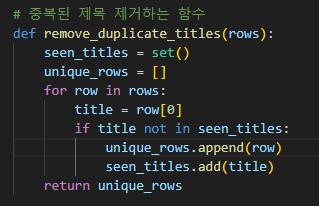 # 중복된 제목 제거하는 함수
def remove_duplicate_titles(rows):
    seen_titles = set()
    unique_rows = []
    for row in rows:
        title = row[0]
        if title not in seen_titles:
            unique_rows.append(row)
            seen_titles.add(title)
    return unique_rows